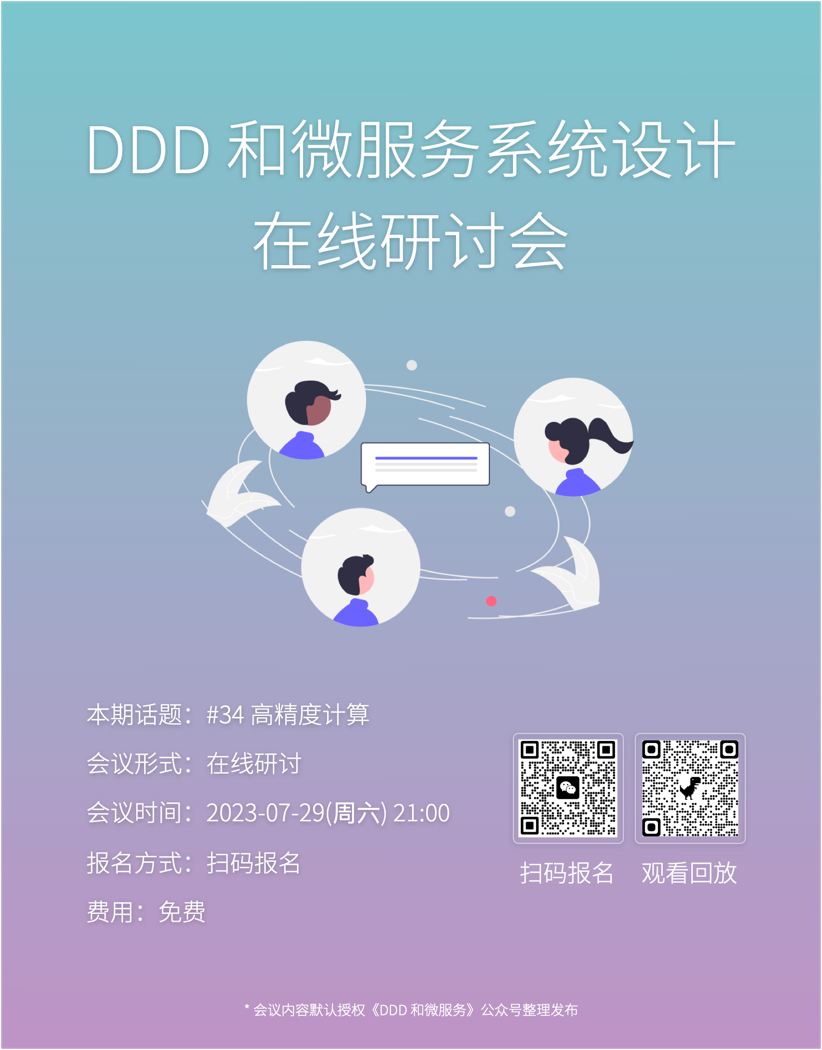 DDD 和微服务系统设计
在线研讨会
本期话题：#34 高精度计算
会议形式：在线研讨
会议时间：2023-07-29(周六) 21:00
报名方式：扫码报名
费用：免费
扫码报名
观看回放
* 会议内容默认授权《DDD 和微服务》公众号整理发布